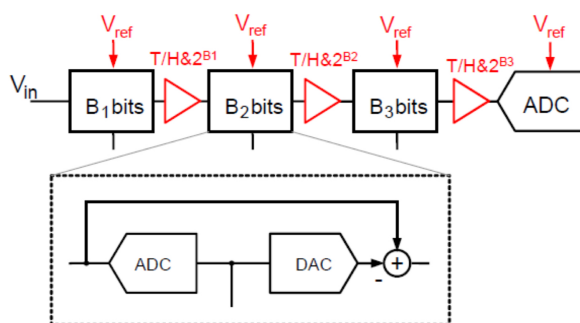 V_ref V_ref V_ref V_ref
T/H&2^B1 T/H&2^B2 T/H&2^B3
V_in B_1bits B_2bits B_3bits ADC
ADC DAC +
-